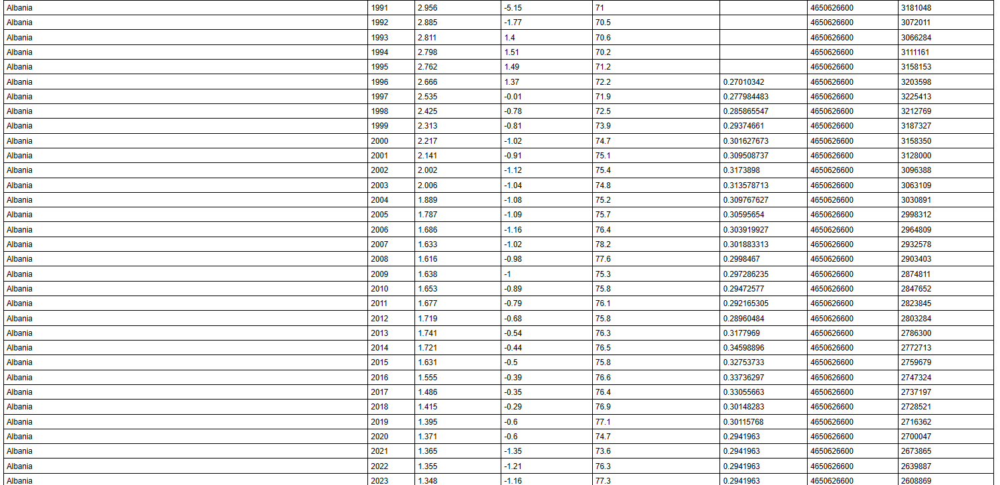 Albania 1991 2.956 -5.15 71 4650626600 3181048
Albania 1992 2.885 -1.77 70.5 4650626600 3072011
Albania 1993 2.811 1.4 70.6 4650626600 3066284
Albania 1994 2.798 1.51 70.2 4650626600 3111161
Albania 1995 2.762 1.49 71.2 4650626600 3158153
Albania 1996 2.666 1.37 72.2 0.27010342 4650626600 3203598
Albania 1997 2.535 -0.01 71.9 0.277984483 4650626600 3225413
Albania 1998 2.425 -0.78 72.5 0.285865547 4650626600 3212769
Albania 1999 2.313 -0.81 73.9 0.29374661 4650626600 3187327
Albania 2000 2.217 -1.02 74.7 0.301627673 4650626600 3158350
Albania 2001 2.141 -0.91 75.1 0.309508737 4650626600 3128000
Albania 2002 2.002 -1.12 75.4 0.3173898 4650626600 3096388
Albania 2003 2.006 -1.04 74.8 0.313578713 4650626600 3063109
Albania 2004 1.889 -1.08 75.2 0.309767627 4650626600 3030891
Albania 2005 1.787 -1.09 75.7 0.30595654 4650626600 2998312
Albania 2006 1.686 -1.16 76.4 0.303919927 4650626600 2964809
Albania 2007 1.633 -1.02 78.2 0.301883313 4650626600 2932578
Albania 2008 1.616 -0.98 77.6 0.2998467 4650626600 2903403
Albania 2009 1.638 -1 75.3 0.297286235 4650626600 2874811
Albania 2010 1.653 -0.89 75.8 0.29472577 4650626600 2847652
Albania 2011 1.677 -0.79 76.1 0.292165305 4650626600 2823845
Albania 2012 1.719 -0.68 75.8 0.28960484 4650626600 2803284
Albania 2013 1.741 -0.54 76.3 0.3177969 4650626600 2786300
Albania 2014 1.721 -0.44 76.5 0.34598896 4650626600 2772713
Albania 2015 1.631 -0.5 75.8 0.32753733 4650626600 2759679
Albania 2016 1.555 -0.39 76.6 0.33736297 4650626600 2747324
Albania 2017 1.486 -0.35 76.4 0.33055663 4650626600 2737197
Albania 2018 1.415 -0.29 76.9 0.30148283 4650626600 2728521
Albania 2019 1.395 -0.6 77.1 0.30115768 4650626600 2716362
Albania 2020 1.371 -0.6 74.7 0.2941963 4650626600 2700047
Albania 2021 1.365 -1.35 73.6 0.2941963 4650626600 2673865
Albania 2022 1.355 -1.21 76.3 0.2941963 4650626600 2639887
Albania 2023 1.348 -1.16 77.3 0.2941963 4650626600 2608869